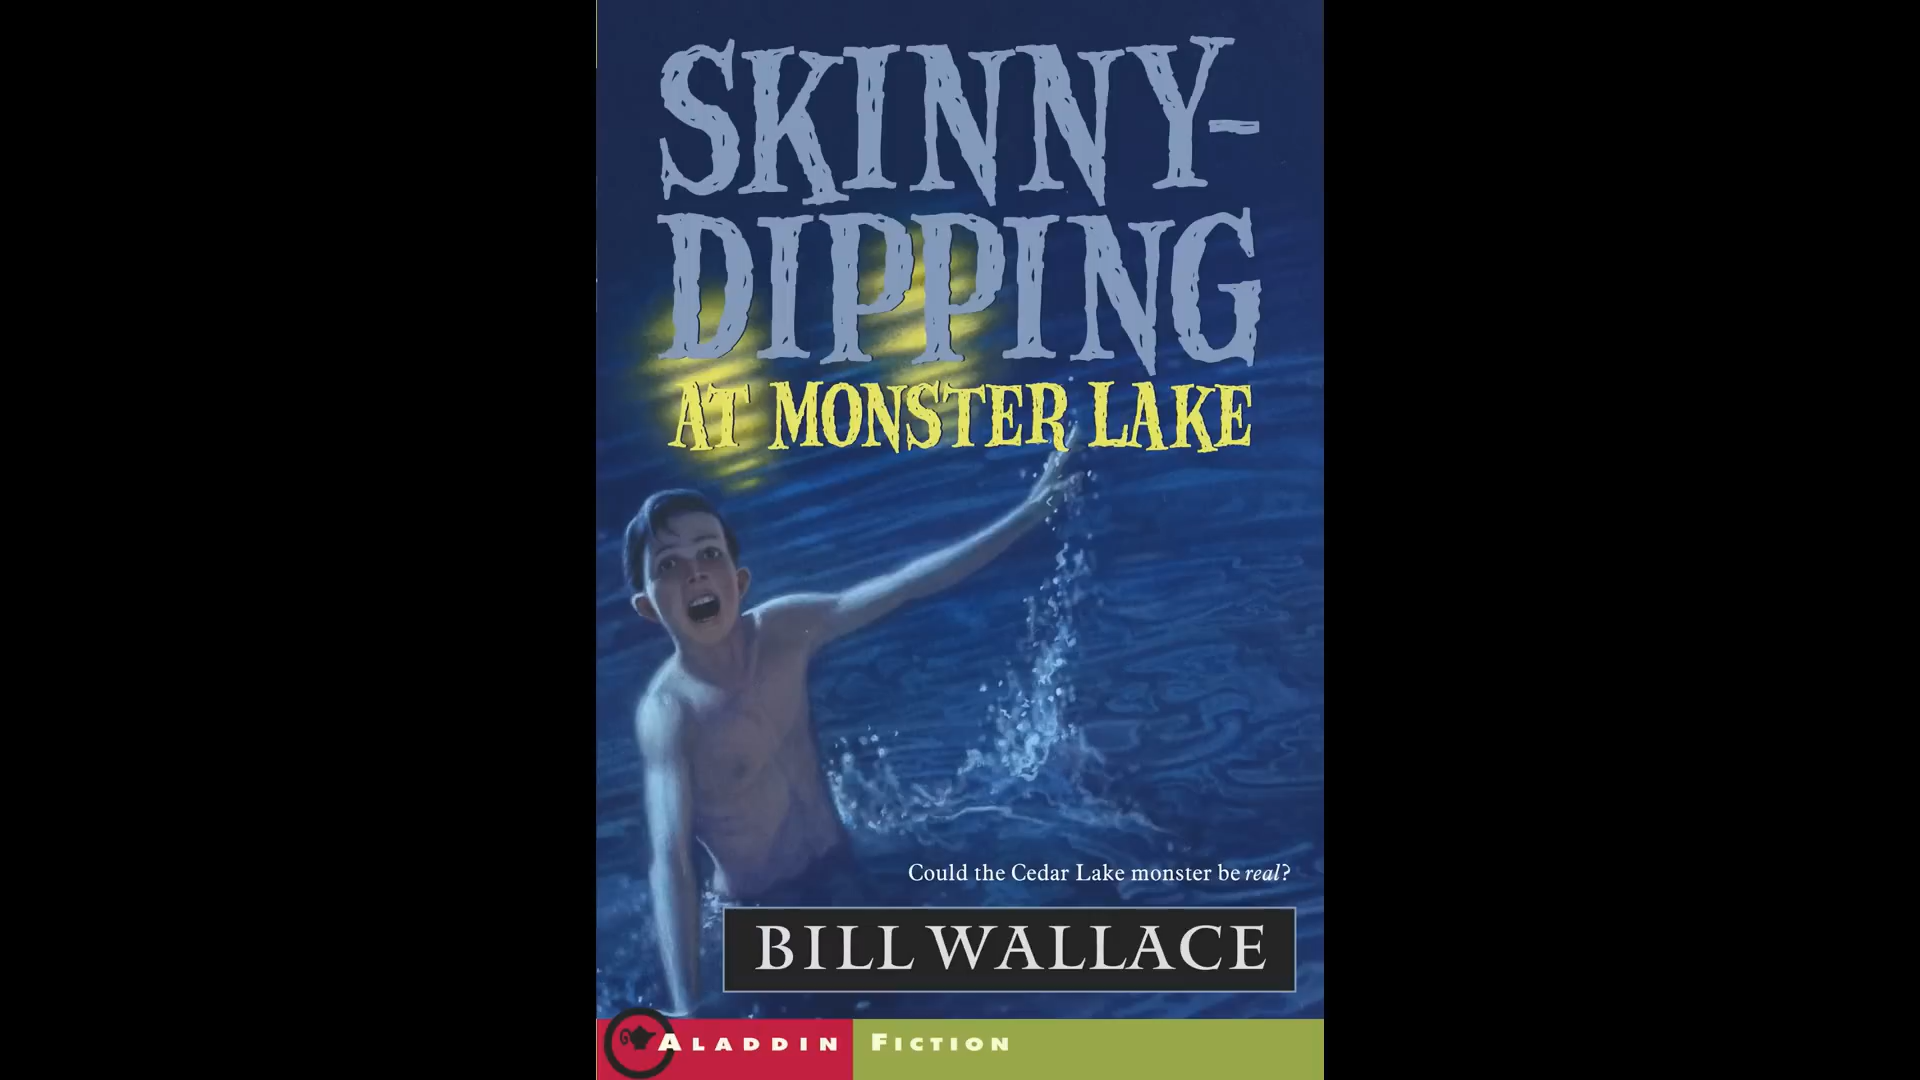 SKINNY-
DIPPING
AT MONSTER LAKE
Could the Cedar Lake monster be real?
BILL WALLACE
ALADDIN FICTION